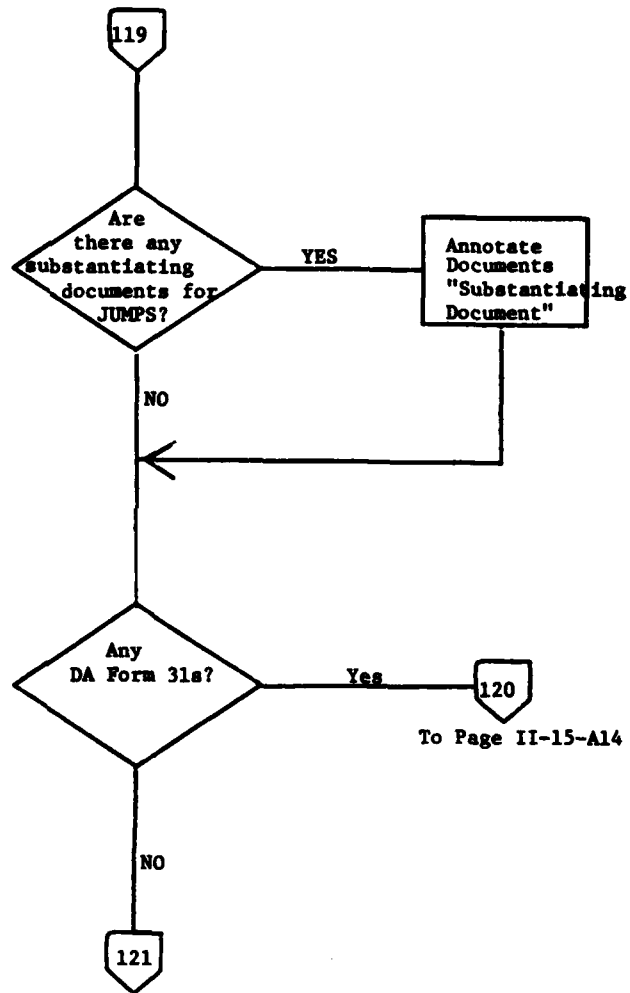 119
Are
there any
substantiating
documents for
JUMPS?
YES
Annotate
Documents
"Substantiating
Document"
NO
Any
DA Form 31s?
Yes
120
To Page II-15-A14
NO
121